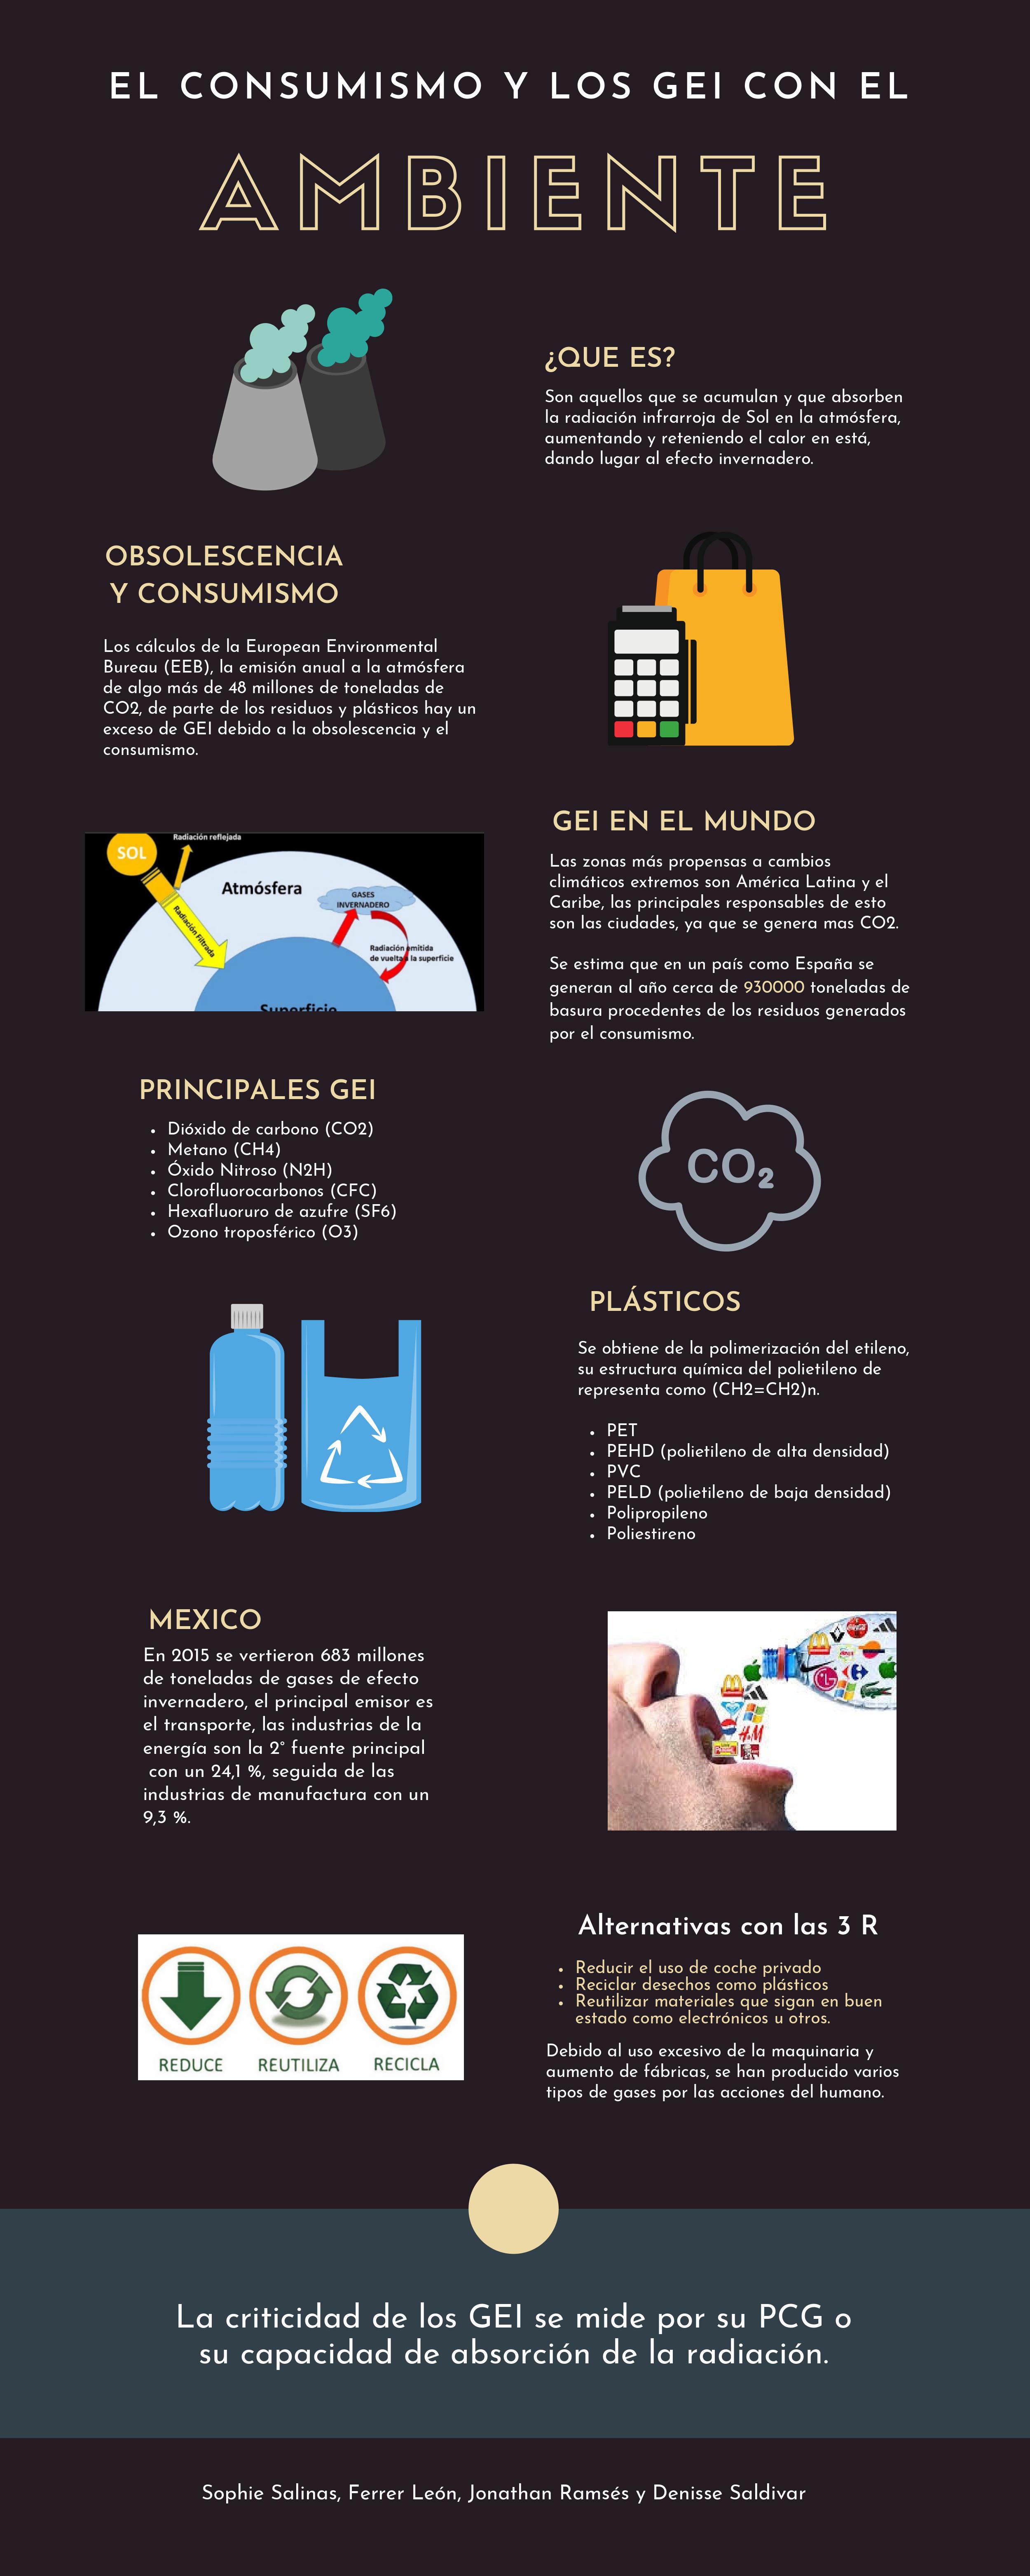 EL CONSUMISMO Y LOS GEI CON EL
AMBIENTE
¿QUE ES?
Son aquellos que se acumulan y que absorben
la radiación infrarroja de Sol en la atmósfera,
aumentando y reteniendo el calor en está,
dando lugar al efecto invernadero.
OBSOLESCENCIA
Y CONSUMISMO
Los cálculos de la European Environmental
Bureau (EEB), la emisión anual a la atmósfera
de algo más de 48 millones de toneladas de
CO2, de parte de los residuos y plásticos hay un
exceso de GEI debido a la obsolescencia y el
consumismo.
Radiación reflejada
SOL
Atmósfera
GASES
INVERNADERO
Radiación Filtrada
Radiación emitida
de vuelta a la superficie
Superficie
GEI EN EL MUNDO
Las zonas más propensas a cambios
climáticos extremos son América Latina y el
Caribe, las principales responsables de esto
son las ciudades, ya que se genera mas CO2.
Se estima que en un país como España se
generan al año cerca de 930000 toneladas de
basura procedentes de los residuos generados
por el consumismo.
PRINCIPALES GEI
• Dióxido de carbono (CO2)
• Metano (CH4)
• Óxido Nitroso (N2H)
• Clorofluorocarbonos (CFC)
• Hexafluoruro de azufre (SF6)
• Ozono troposférico (O3)
CO2
PLÁSTICOS
Se obtiene de la polimerización del etileno,
su estructura química del polietileno de
representa como (CH2=CH2)n.
• PET
• PEHD (polietileno de alta densidad)
• PVC
• PELD (polietileno de baja densidad)
• Polipropileno
• Poliestireno
MEXICO
En 2015 se vertieron 683 millones
de toneladas de gases de efecto
invernadero, el principal emisor es
el transporte, las industrias de la
energía son la 2° fuente principal
con un 24,1 %, seguida de las
industrias de manufactura con un
9,3 %.
Coca-Cola
LG
Carrefour
H&M
KFC
REDUCE
REUTILIZA
RECICLA
Alternativas con las 3 R
• Reducir el uso de coche privado
• Reciclar desechos como plásticos
• Reutilizar materiales que sigan en buen
estado como electrónicos u otros.
Debido al uso excesivo de la maquinaria y
aumento de fábricas, se han producido varios
tipos de gases por las acciones del humano.
La criticidad de los GEI se mide por su PCG o
su capacidad de absorción de la radiación.
Sophie Salinas, Ferrer León, Jonathan Ramsés y Denisse Saldivar